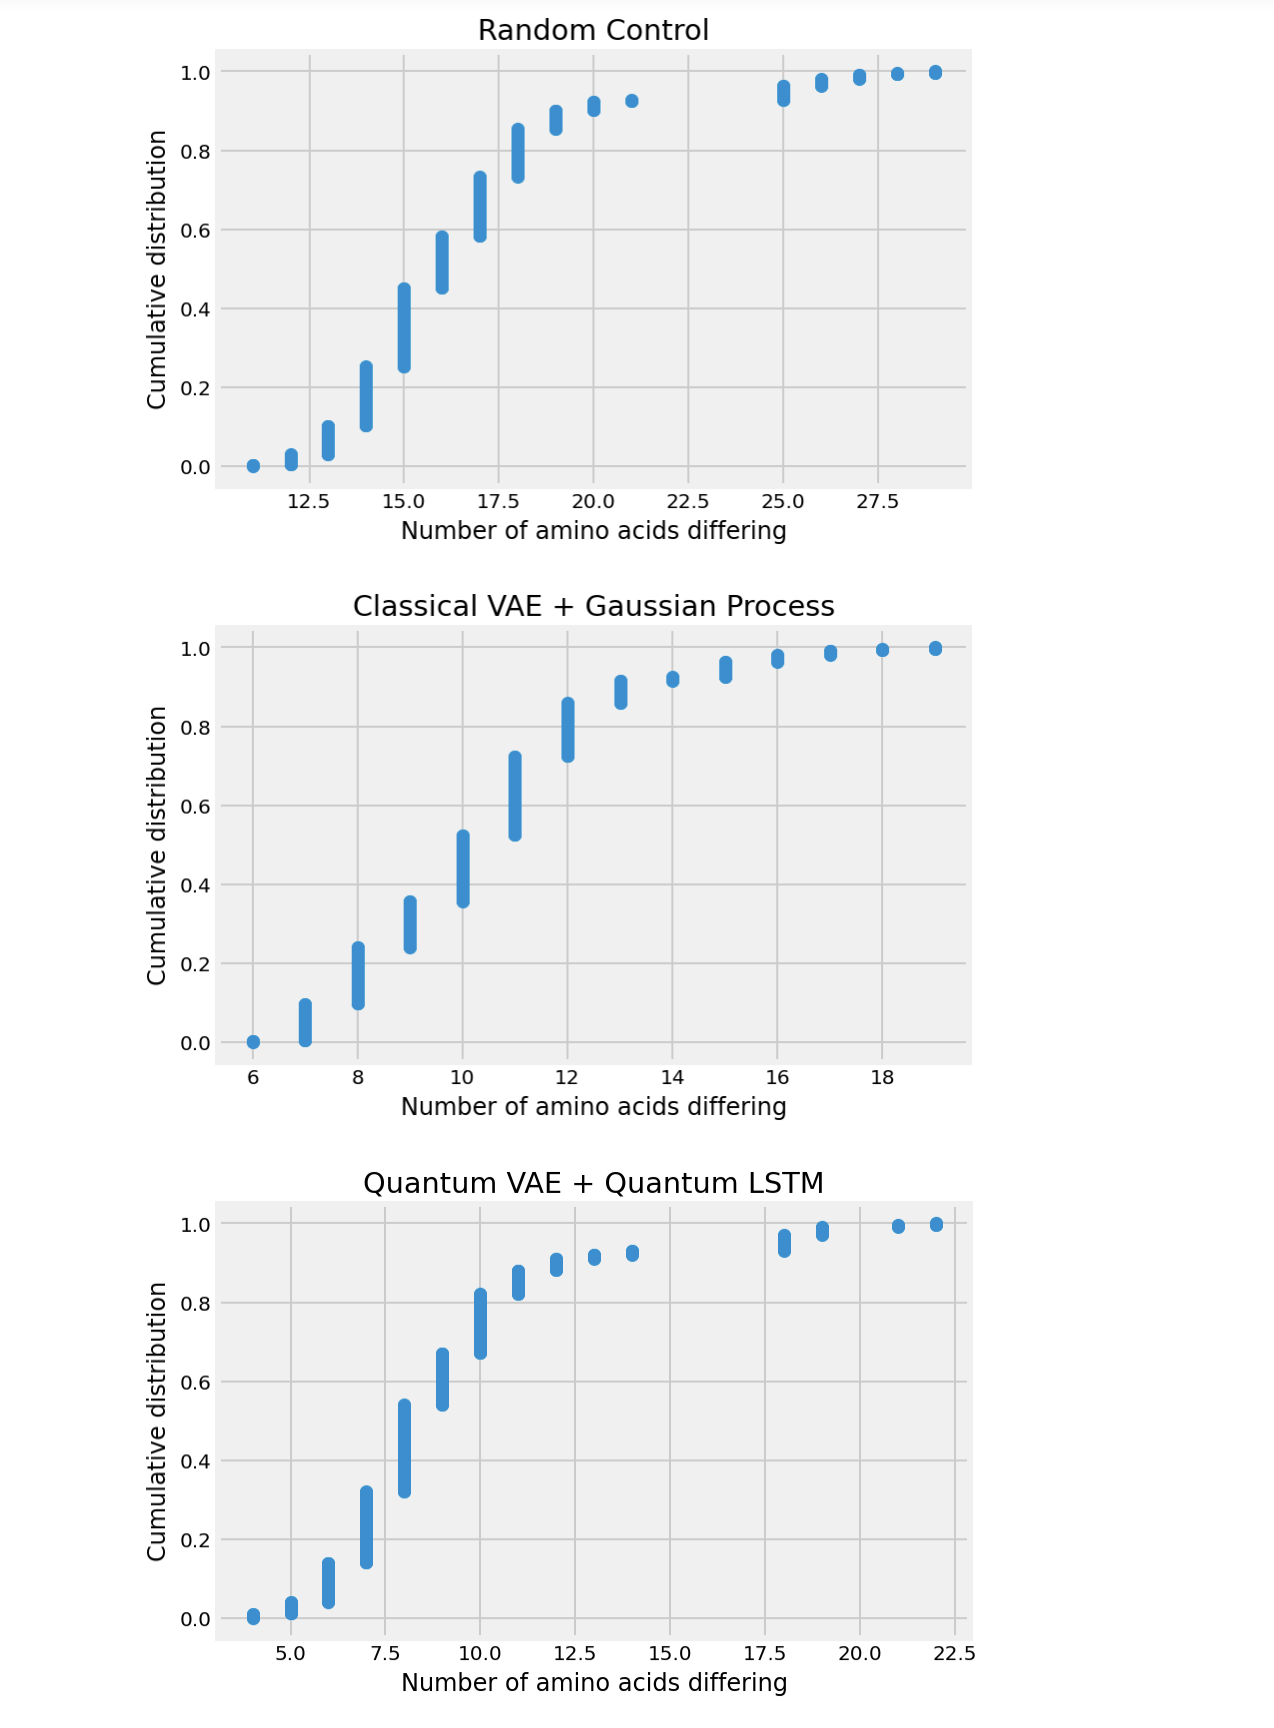 Random Control
1.0
0.8
0.6
0.4
0.2
0.0
Cumulative distribution
12.5 15.0 17.5 20.0 22.5 25.0 27.5
Number of amino acids differing
Classical VAE + Gaussian Process
1.0
0.8
0.6
0.4
0.2
0.0
Cumulative distribution
6 8 10 12 14 16 18
Number of amino acids differing
Quantum VAE + Quantum LSTM
1.0
0.8
0.6
0.4
0.2
0.0
Cumulative distribution
5.0 7.5 10.0 12.5 15.0 17.5 20.0 22.5
Number of amino acids differing